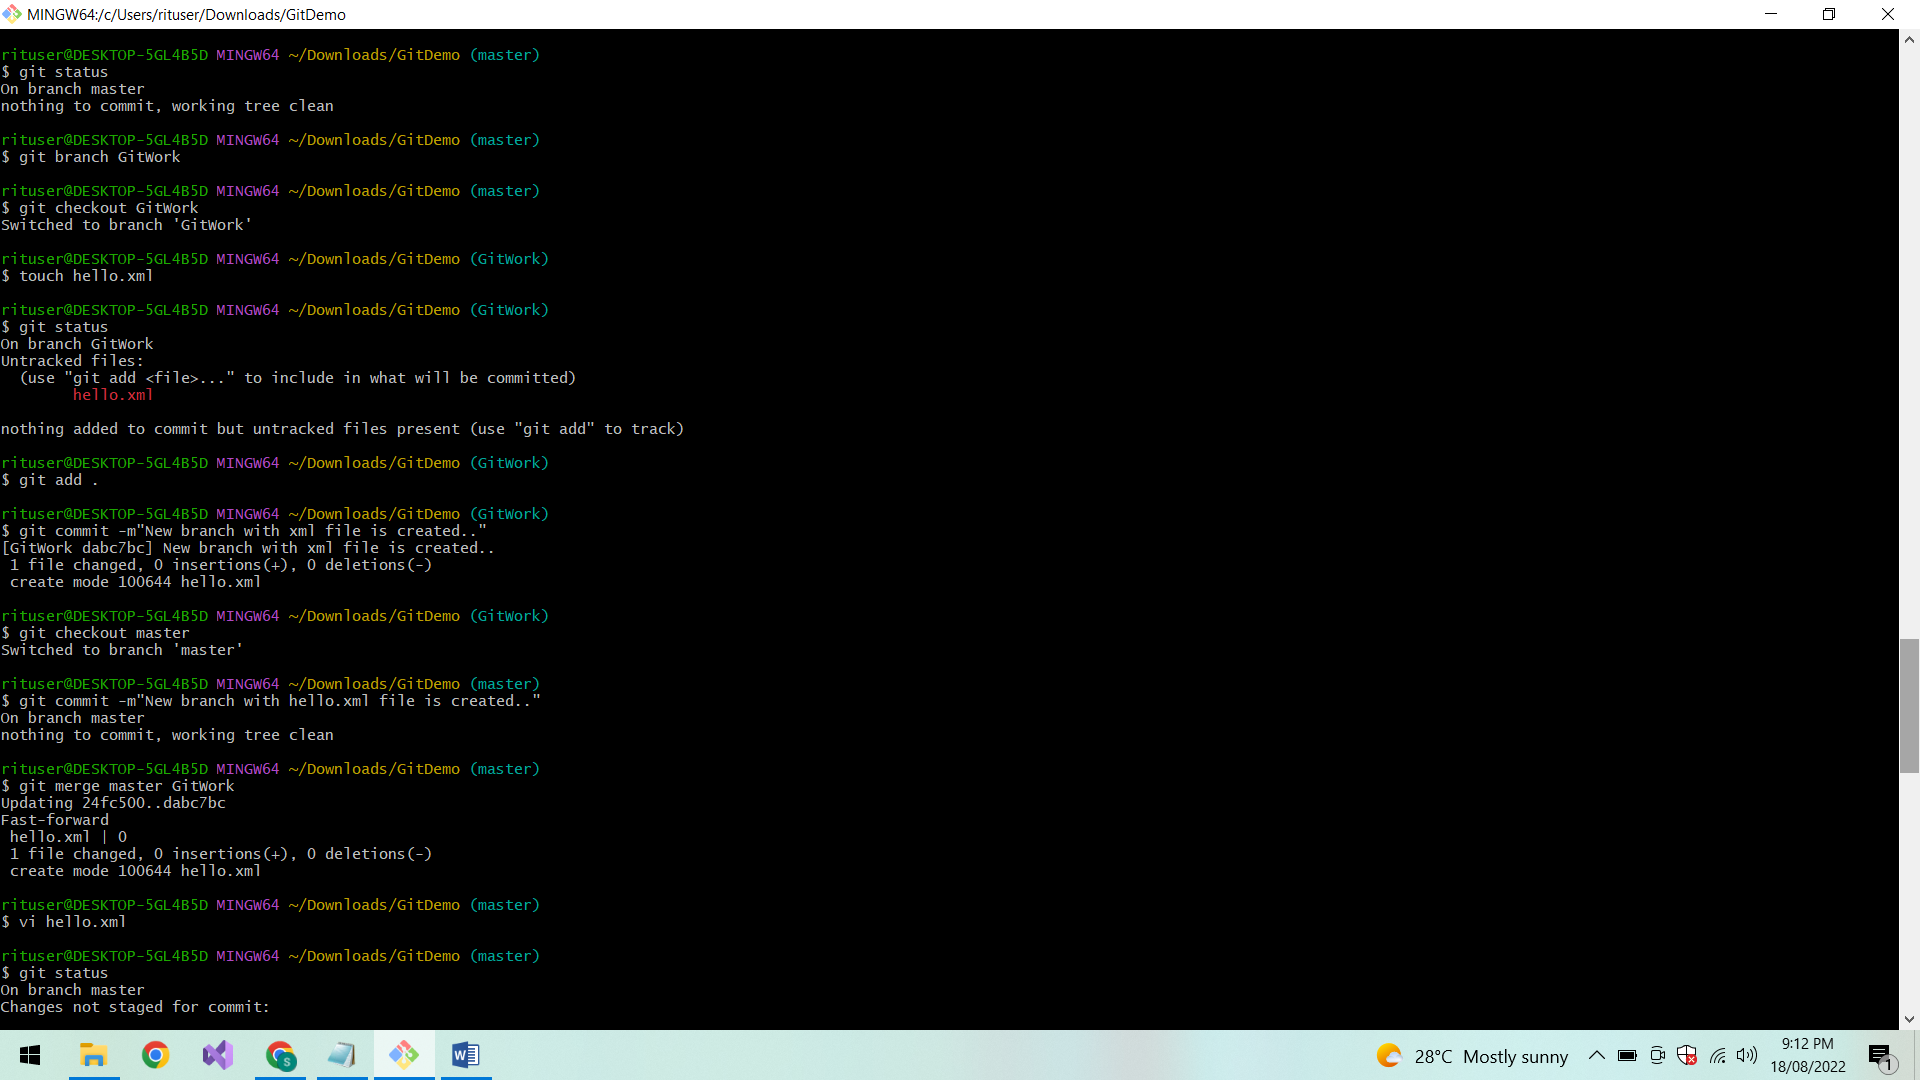 MINGW64:/c/Users/rituser/Downloads/GitDemo
rituser@DESKTOP-5GL4B5D MINGW64 ~/Downloads/GitDemo (master)
$ git status
On branch master
nothing to commit, working tree clean
rituser@DESKTOP-5GL4B5D MINGW64 ~/Downloads/GitDemo (master)
$ git branch GitWork
rituser@DESKTOP-5GL4B5D MINGW64 ~/Downloads/GitDemo (master)
$ git checkout GitWork
Switched to branch 'GitWork'
rituser@DESKTOP-5GL4B5D MINGW64 ~/Downloads/GitDemo (GitWork)
$ touch hello.xml
rituser@DESKTOP-5GL4B5D MINGW64 ~/Downloads/GitDemo (GitWork)
$ git status
On branch GitWork
Untracked files:
  (use "git add <file>..." to include in what will be committed)
        hello.xml
nothing added to commit but untracked files present (use "git add" to track)
rituser@DESKTOP-5GL4B5D MINGW64 ~/Downloads/GitDemo (GitWork)
$ git add .
rituser@DESKTOP-5GL4B5D MINGW64 ~/Downloads/GitDemo (GitWork)
$ git commit -m"New branch with xml file is created.."
[GitWork dabc7bc] New branch with xml file is created..
 1 file changed, 0 insertions(+), 0 deletions(-)
 create mode 100644 hello.xml
rituser@DESKTOP-5GL4B5D MINGW64 ~/Downloads/GitDemo (GitWork)
$ git checkout master
Switched to branch 'master'
rituser@DESKTOP-5GL4B5D MINGW64 ~/Downloads/GitDemo (master)
$ git commit -m"New branch with hello.xml file is created.."
On branch master
nothing to commit, working tree clean
rituser@DESKTOP-5GL4B5D MINGW64 ~/Downloads/GitDemo (master)
$ git merge master GitWork
Updating 24fc500..dabc7bc
Fast-forward
 hello.xml | 0
 1 file changed, 0 insertions(+), 0 deletions(-)
 create mode 100644 hello.xml
rituser@DESKTOP-5GL4B5D MINGW64 ~/Downloads/GitDemo (master)
$ vi hello.xml
rituser@DESKTOP-5GL4B5D MINGW64 ~/Downloads/GitDemo (master)
$ git status
On branch master
Changes not staged for commit:
S
W
28°C Mostly sunny
9:12 PM
18/08/2022
1